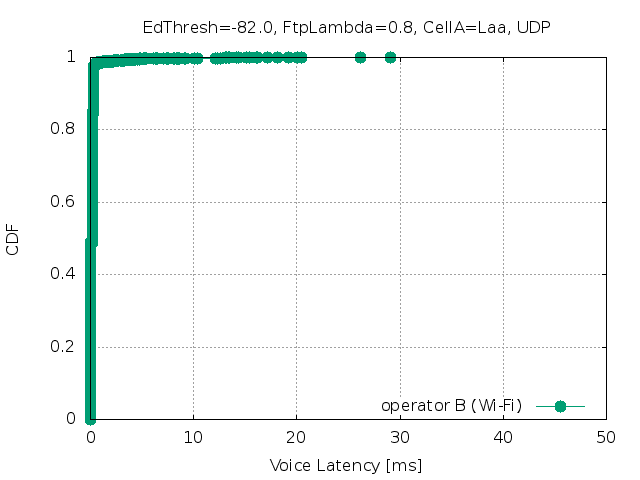 EdThresh=-82.0, FtpLambda=0.8, CellA=Laa, UDP
1
0.8
0.6
0.4
0.2
0
CDF
operator B (Wi-Fi)
0 10 20 30 40 50
Voice Latency [ms]